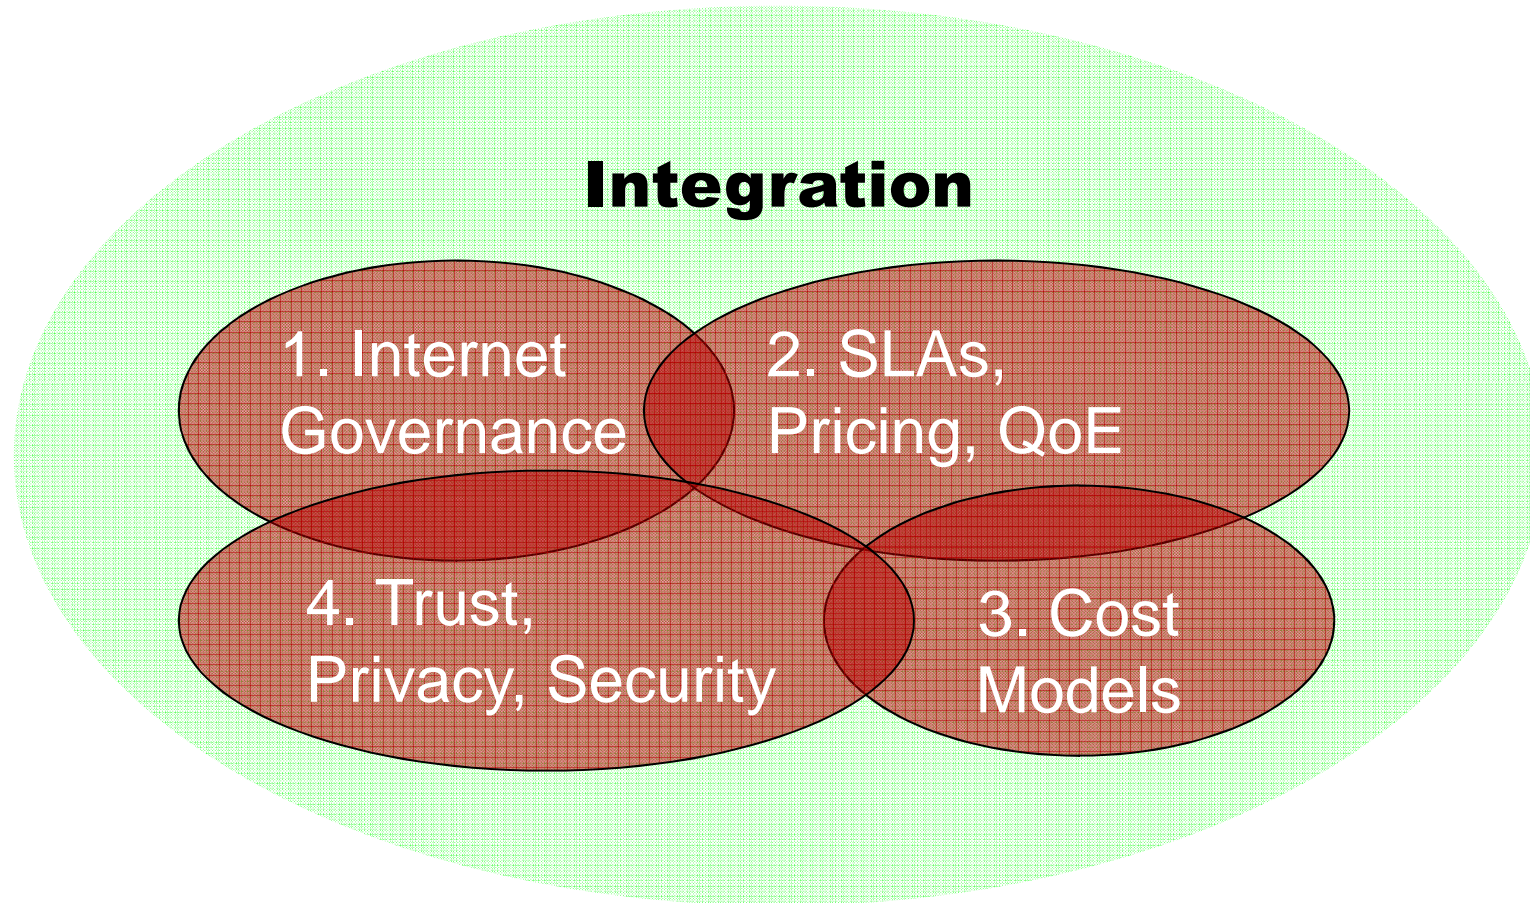 Integration
1. Internet
Governance
2. SLAs,
Pricing, QoE
4. Trust,
Privacy, Security
3. Cost
Models